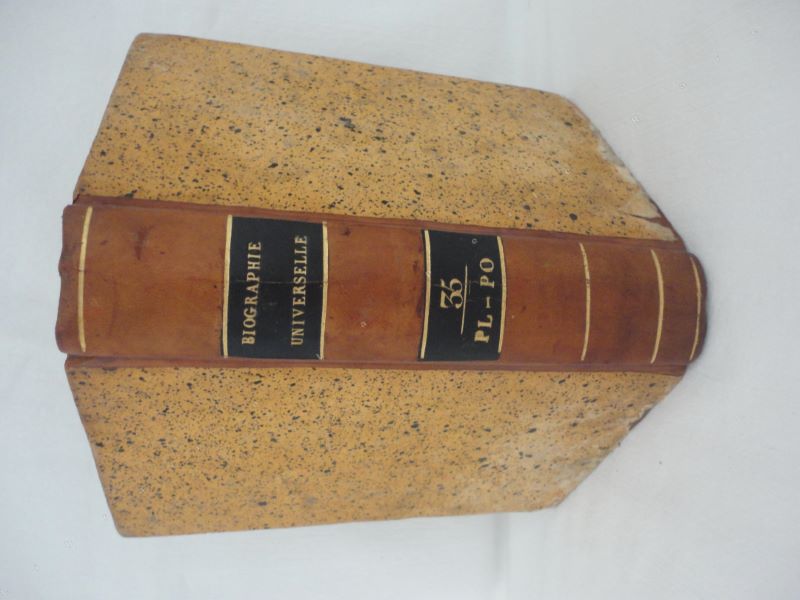 BIOGRAPHIE
UNIVERSELLE
35
PL – PO